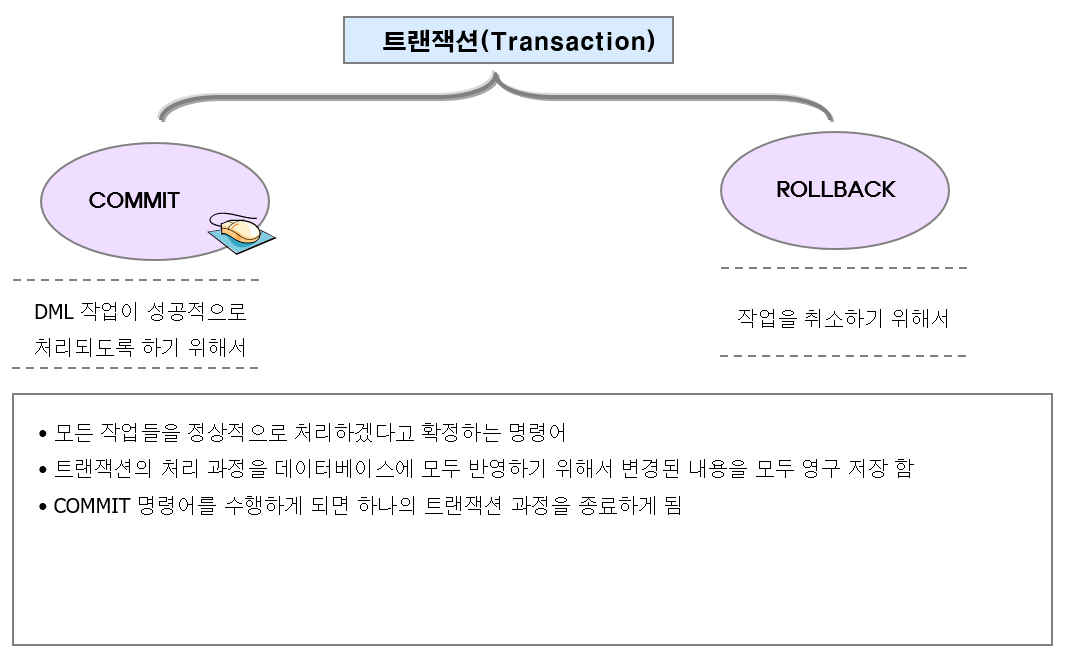 트랜잭션(Transaction)
COMMIT
ROLLBACK
DML 작업이 성공적으로
처리되도록 하기 위해서
작업을 취소하기 위해서
• 모든 작업들을 정상적으로 처리하겠다고 확정하는 명령어
• 트랜잭션의 처리 과정을 데이터베이스에 모두 반영하기 위해서 변경된 내용을 모두 영구 저장 함
• COMMIT 명령어를 수행하게 되면 하나의 트랜잭션 과정을 종료하게 됨